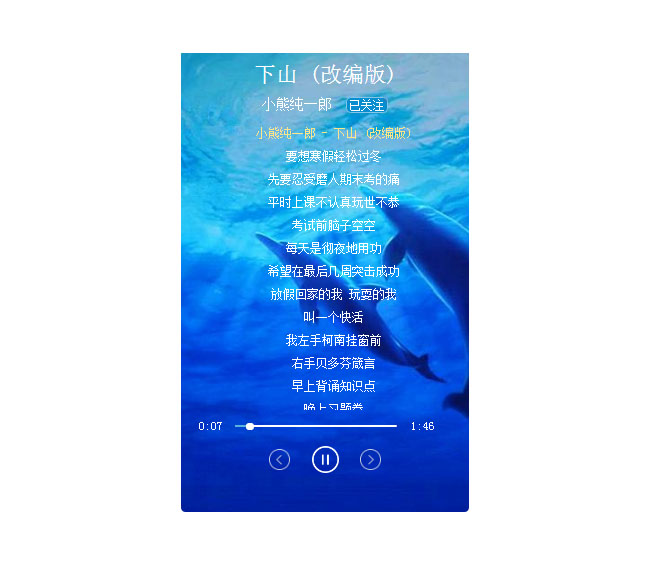 下山 (改编版)
小熊纯一郎 已关注
小熊纯一郎 - 下山 (改编版)
要想寒假轻松过冬
先要忍受磨人期末考的痛
平时上课不认真玩世不恭
考试前脑子空空
每天是彻夜地用功
希望在最后几周突击成功
放假回家的我 玩耍的我
叫一个快活
我左手柯南挂窗前
右手贝多芬箴言
早上背诵知识点
晚上习题卷
0:07 1:46